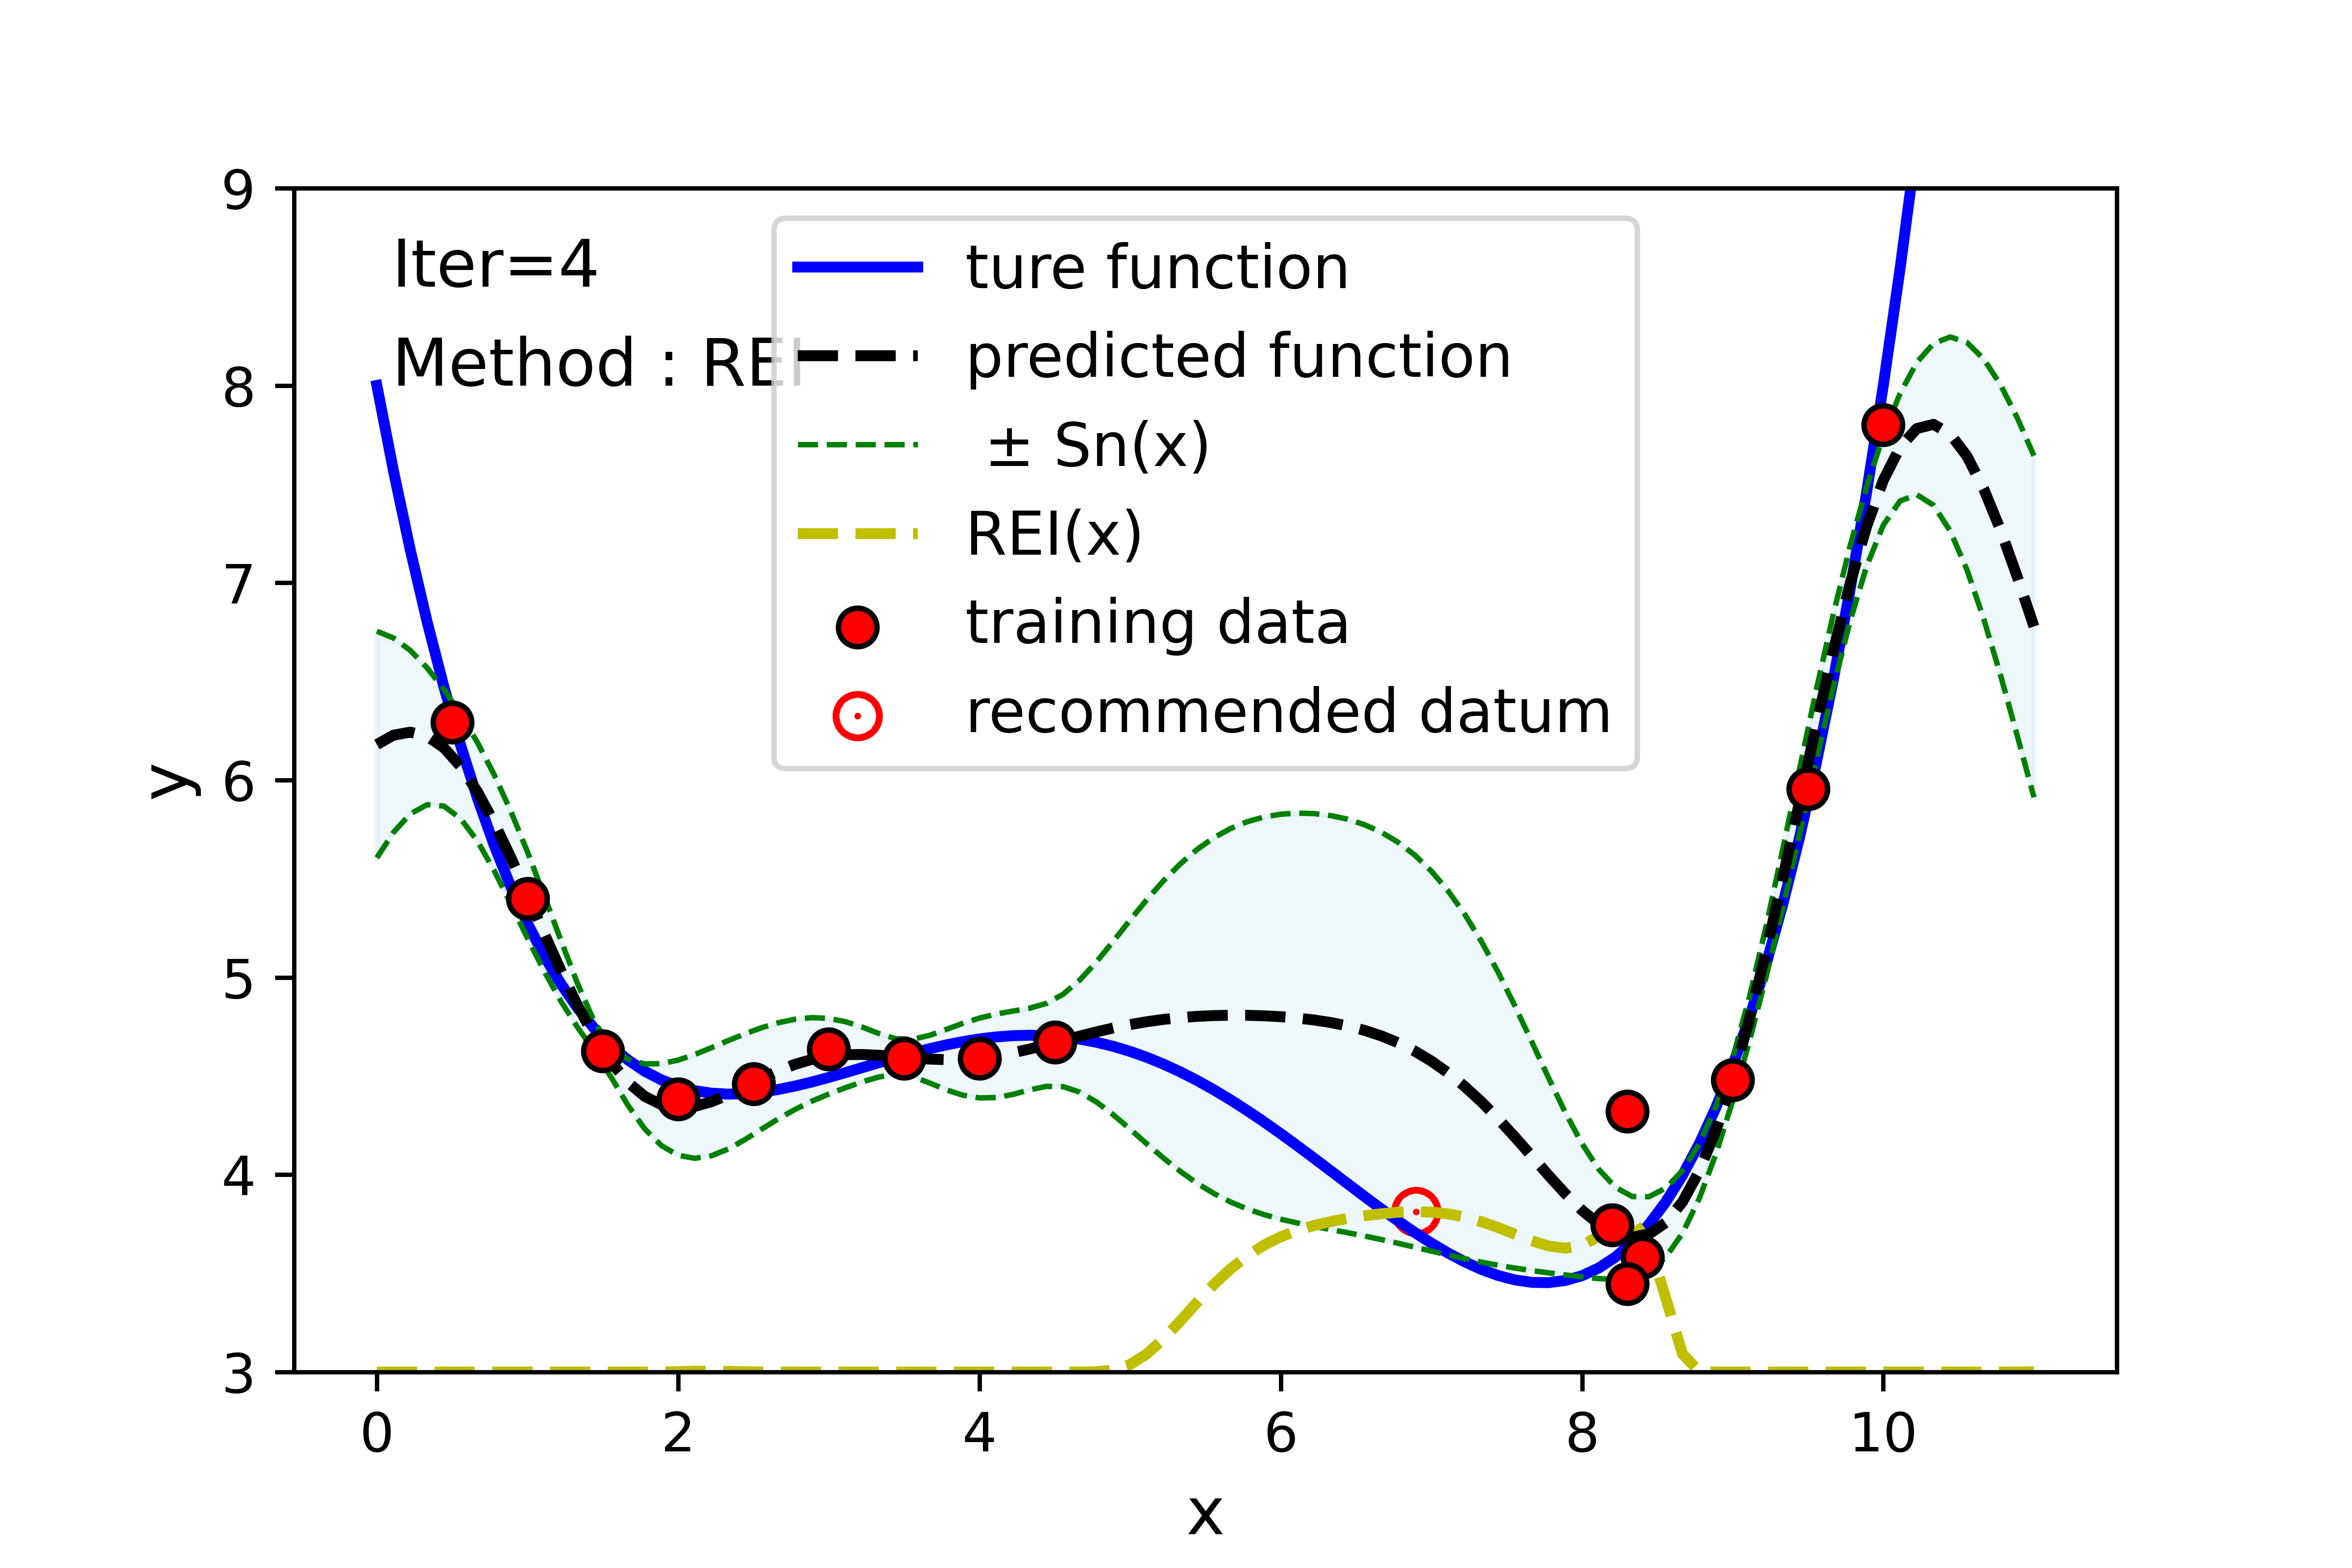 Iter=4
Method : REI
ture function
predicted function
± Sn(x)
REI(x)
training data
recommended datum
y
9
8
7
6
5
4
3
0 2 4 6 8 10
x